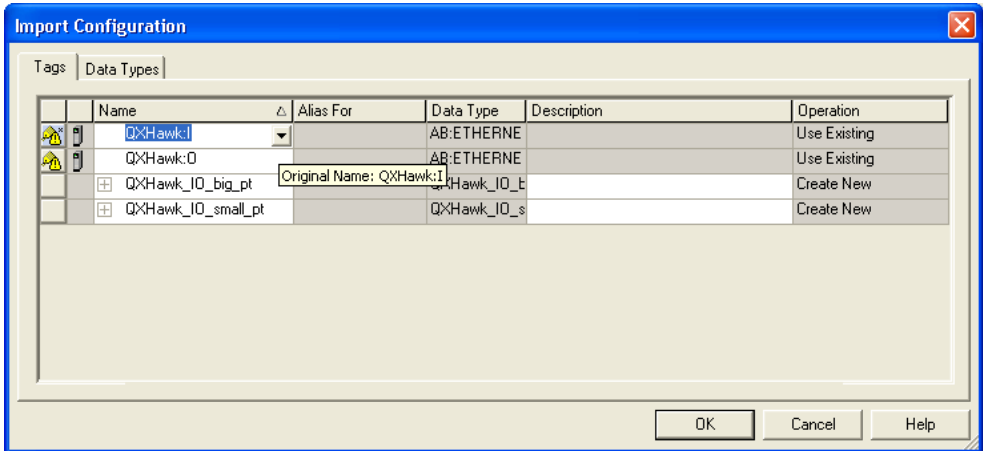 Import Configuration
Tags Data Types
Name Alias For Data Type Description Operation
QXHawk:I AB:ETHERNE Use Existing
QXHawk:O AB:ETHERNE Use Existing
Original Name: QXHawk:I
QXHawk_IO_big_pt QXHawk_IO_b Create New
QXHawk_IO_small_pt QXHawk_IO_s Create New
OK Cancel Help